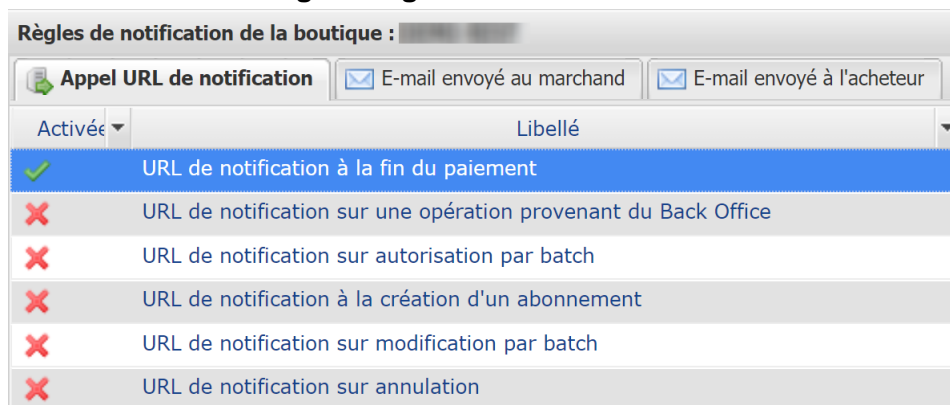 Règles de notification de la boutique :
Appel URL de notification E-mail envoyé au marchand E-mail envoyé à l'acheteur
Activée Libellé
URL de notification à la fin du paiement
URL de notification sur une opération provenant du Back Office
URL de notification sur autorisation par batch
URL de notification à la création d'un abonnement
URL de notification sur modification par batch
URL de notification sur annulation